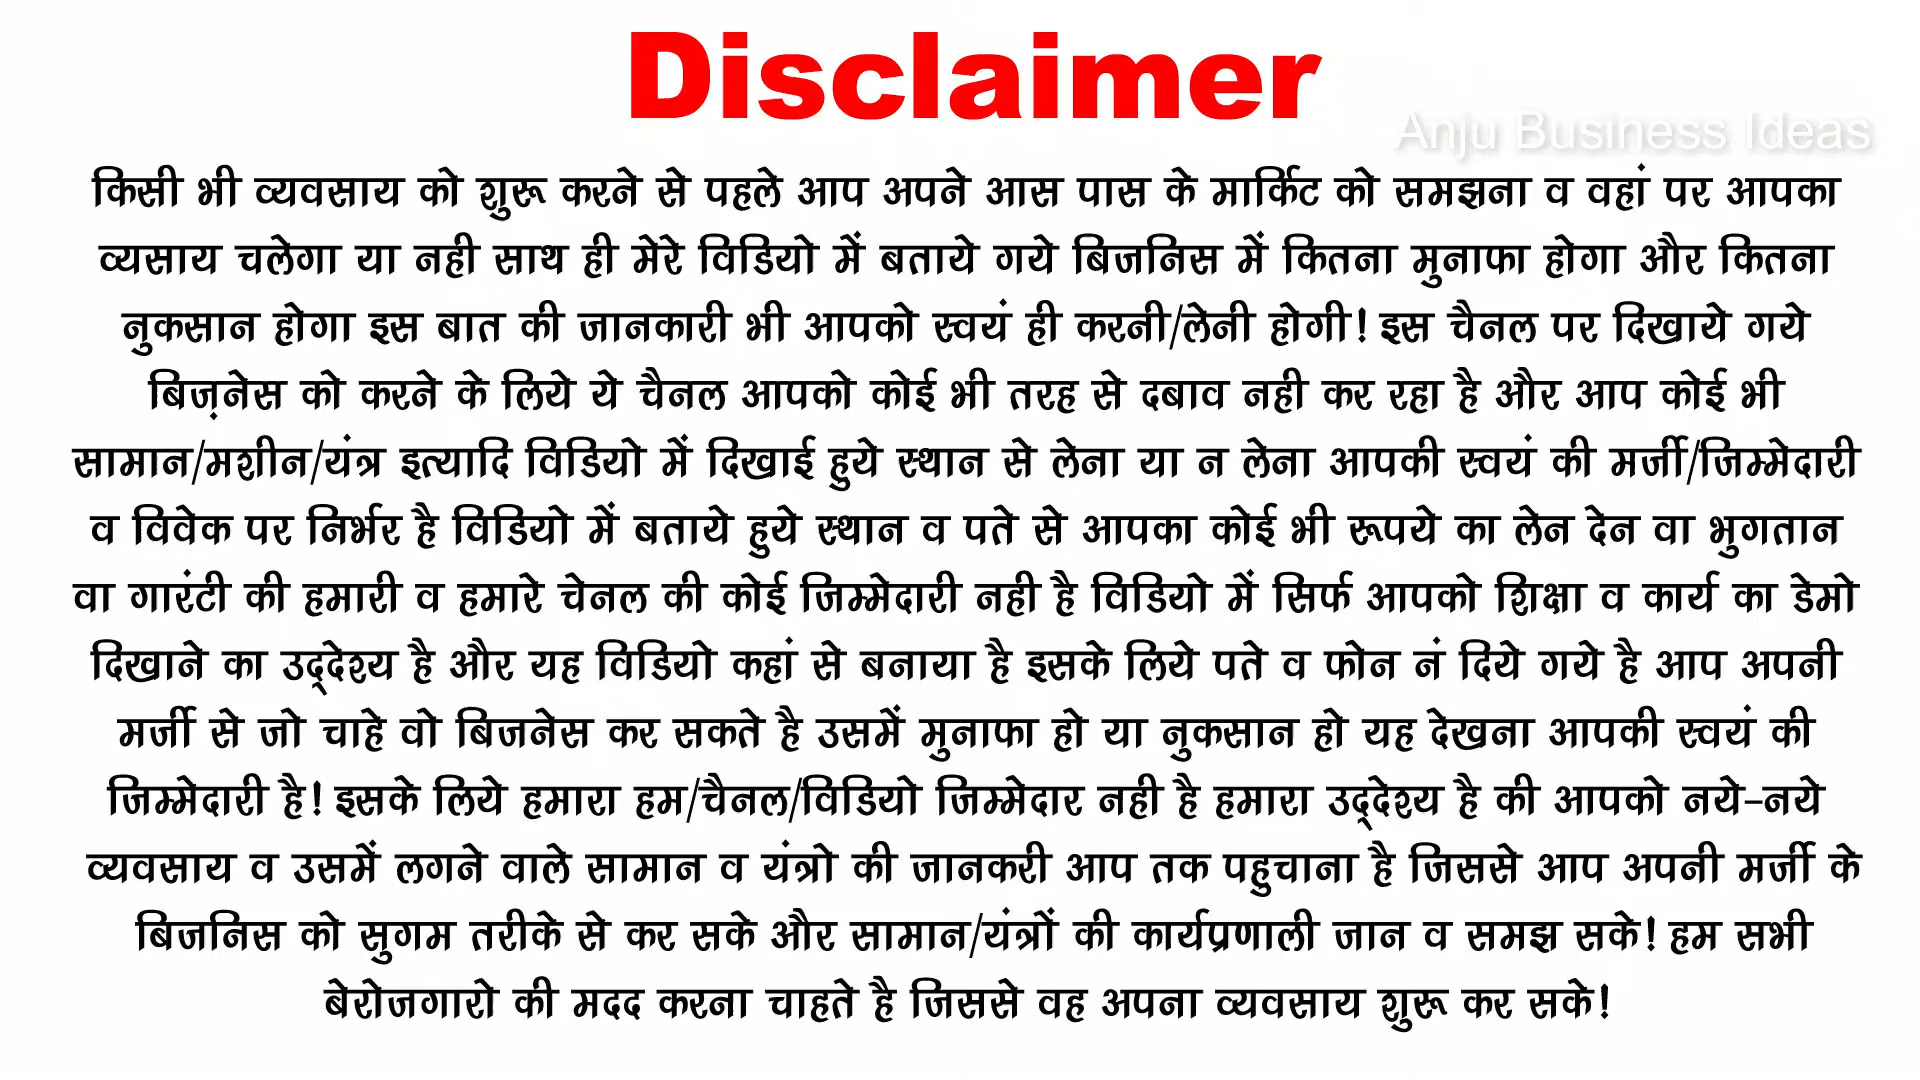 Disclaimer
Anju Business Ideas
किसी भी व्यवसाय को शुरू करने से पहले आप अपने आस पास के मार्किट को समझना व वहां पर आपका
व्यसाय चलेगा या नही साथ ही मेरे विडियो में बताये गये बिजनिस में कितना मुनाफा होगा और कितना
नुकसान होगा इस बात की जानकारी भी आपको स्वयं ही करनी/लेनी होगी! इस चैनल पर दिखाये गये
बिज़नेस को करने के लिये ये चैनल आपको कोई भी तरह से दबाव नही कर रहा है और आप कोई भी
सामान/मशीन/यंत्र इत्यादि विडियो में दिखाई हुये स्थान से लेना या न लेना आपकी स्वयं की मर्जी/जिम्मेदारी
व विवेक पर निर्भर है विडियो में बताये हुये स्थान व पते से आपका कोई भी रूपये का लेन देन वा भुगतान
वा गारंटी की हमारी व हमारे चेनल की कोई जिम्मेदारी नही है विडियो में सिर्फ आपको शिक्षा व कार्य का डेमो
दिखाने का उद्देश्य है और यह विडियो कहां से बनाया है इसके लिये पते व फोन नं दिये गये है आप अपनी
मर्जी से जो चाहे वो बिजनेस कर सकते है उसमें मुनाफा हो या नुकसान हो यह देखना आपकी स्वयं की
जिम्मेदारी है! इसके लिये हमारा हम/चैनल/विडियो जिम्मेदार नही है हमारा उद्देश्य है की आपको नये-नये
व्यवसाय व उसमें लगने वाले सामान व यंत्रो की जानकरी आप तक पहुचाना है जिससे आप अपनी मर्जी के
बिजनिस को सुगम तरीके से कर सके और सामान/यंत्रों की कार्यप्रणाली जान व समझ सके! हम सभी
बेरोजगारो की मदद करना चाहते है जिससे वह अपना व्यवसाय शुरू कर सके!